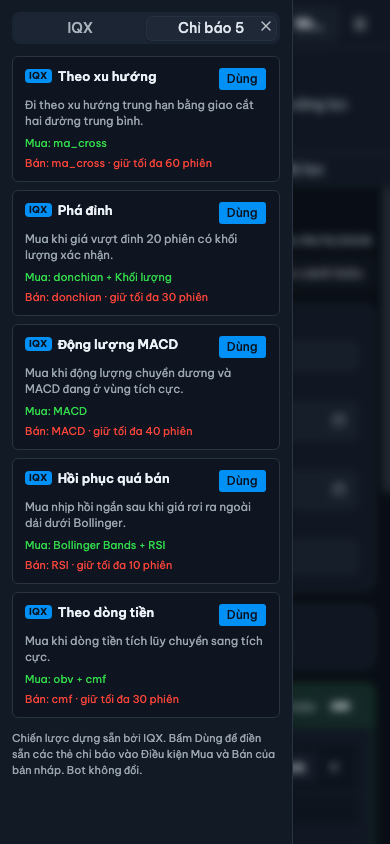 IQX Chỉ báo 5
IQX Theo xu hướng Dùng
Đi theo xu hướng trung hạn bằng giao cắt
hai đường trung bình.
Mua: ma_cross
Bán: ma_cross · giữ tối đa 60 phiên
IQX Phá đỉnh Dùng
Mua khi giá vượt đỉnh 20 phiên có khối
lượng xác nhận.
Mua: donchian + Khối lượng
Bán: donchian · giữ tối đa 30 phiên
IQX Động lượng MACD Dùng
Mua khi động lượng chuyển dương và
MACD đang ở vùng tích cực.
Mua: MACD
Bán: MACD · giữ tối đa 40 phiên
IQX Hồi phục quá bán Dùng
Mua nhịp hồi ngắn sau khi giá rơi ra ngoài
dải dưới Bollinger.
Mua: Bollinger Bands + RSI
Bán: RSI · giữ tối đa 10 phiên
IQX Theo dòng tiền Dùng
Mua khi dòng tiền tích lũy chuyển sang tích
cực.
Mua: obv + cmf
Bán: cmf · giữ tối đa 30 phiên
Chiến lược dựng sẵn bởi IQX. Bấm Dùng để điền
sẵn các thẻ chỉ báo vào Điều kiện Mua và Bán của
bản nháp. Bot không đổi.